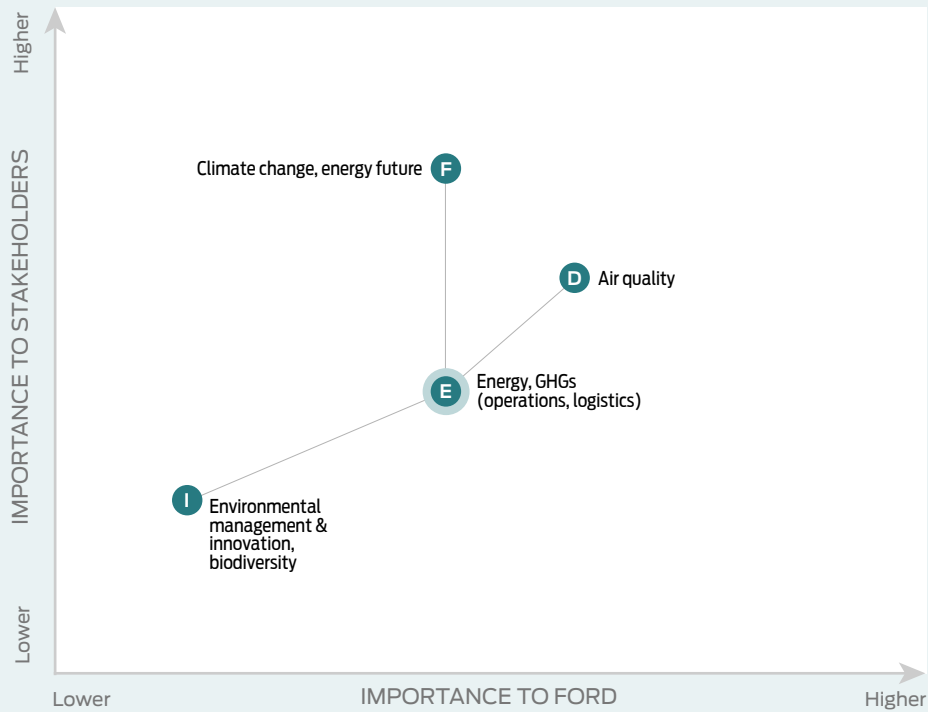 Higher
IMPORTANCE TO STAKEHOLDERS
Lower
Climate change, energy future
F
D
Air quality
E
Energy, GHGs
(operations, logistics)
I
Environmental
management &
innovation,
biodiversity
Lower
IMPORTANCE TO FORD
Higher